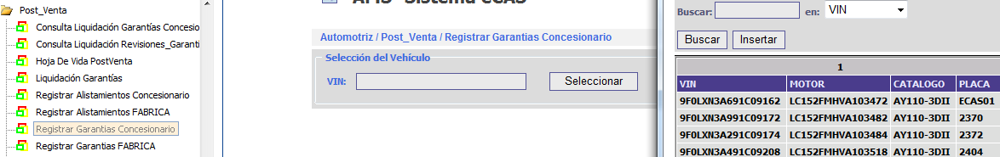 Post_Venta
Consulta Liquidación Garantías Concesio
Consulta Liquidación Revisiones_Garanti
Hoja De Vida PostVenta
Liquidación Garantías
Registrar Alistamientos Concesionario
Registrar Alistamientos FABRICA
Registrar Garantias Concesionario
Registrar Garantias FABRICA
Automotriz / Post_Venta / Registrar Garantias Concesionario
Selección del Vehículo
VIN: Seleccionar
Buscar: en: VIN
Buscar Insertar
1
VIN MOTOR CATALOGO PLACA
9F0LXN3A691C09162 LC152FMHVA103472 AY110-3DII ECAS01
9F0LXN3A991C09172 LC152FMHVA103482 AY110-3DII 2370
9F0LXN3A291C09174 LC152FMHVA103484 AY110-3DII 2372
9F0LXN3A491C09208 LC152FMHVA103518 AY110-3DII 2404